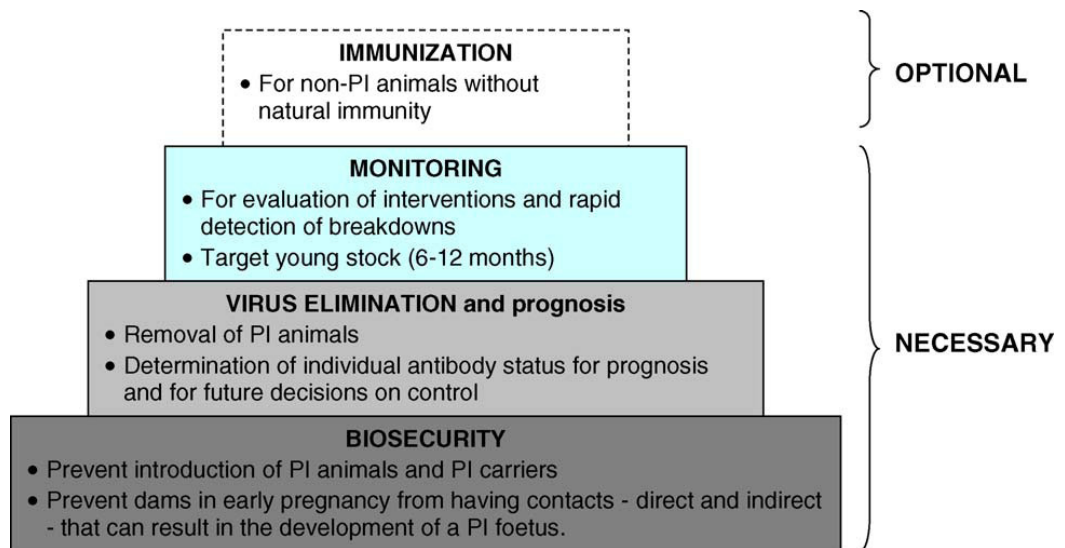 IMMUNIZATION
• For non-PI animals without
natural immunity
OPTIONAL
MONITORING
• For evaluation of interventions and rapid
detection of breakdowns
• Target young stock (6-12 months)
VIRUS ELIMINATION and prognosis
• Removal of PI animals
• Determination of individual antibody status for prognosis
and for future decisions on control
NECESSARY
BIOSECURITY
• Prevent introduction of PI animals and PI carriers
• Prevent dams in early pregnancy from having contacts - direct and indirect
- that can result in the development of a PI foetus.